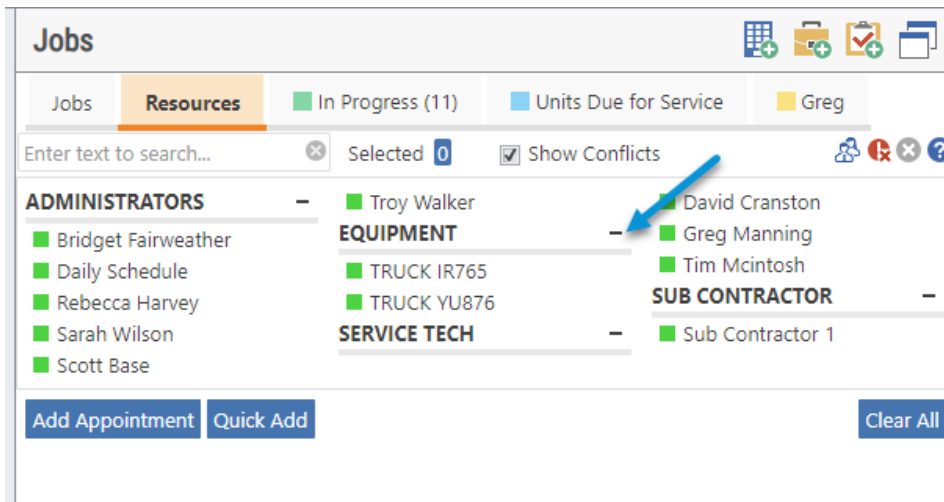 Jobs
Jobs
Resources
In Progress (11)
Units Due for Service
Greg
Enter text to search...
Selected 0
Show Conflicts
ADMINISTRATORS
Bridget Fairweather
Daily Schedule
Rebecca Harvey
Sarah Wilson
Scott Base
Troy Walker
EQUIPMENT
TRUCK IR765
TRUCK YU876
SERVICE TECH
David Cranston
Greg Manning
Tim Mcintosh
SUB CONTRACTOR
Sub Contractor 1
Add Appointment
Quick Add
Clear All